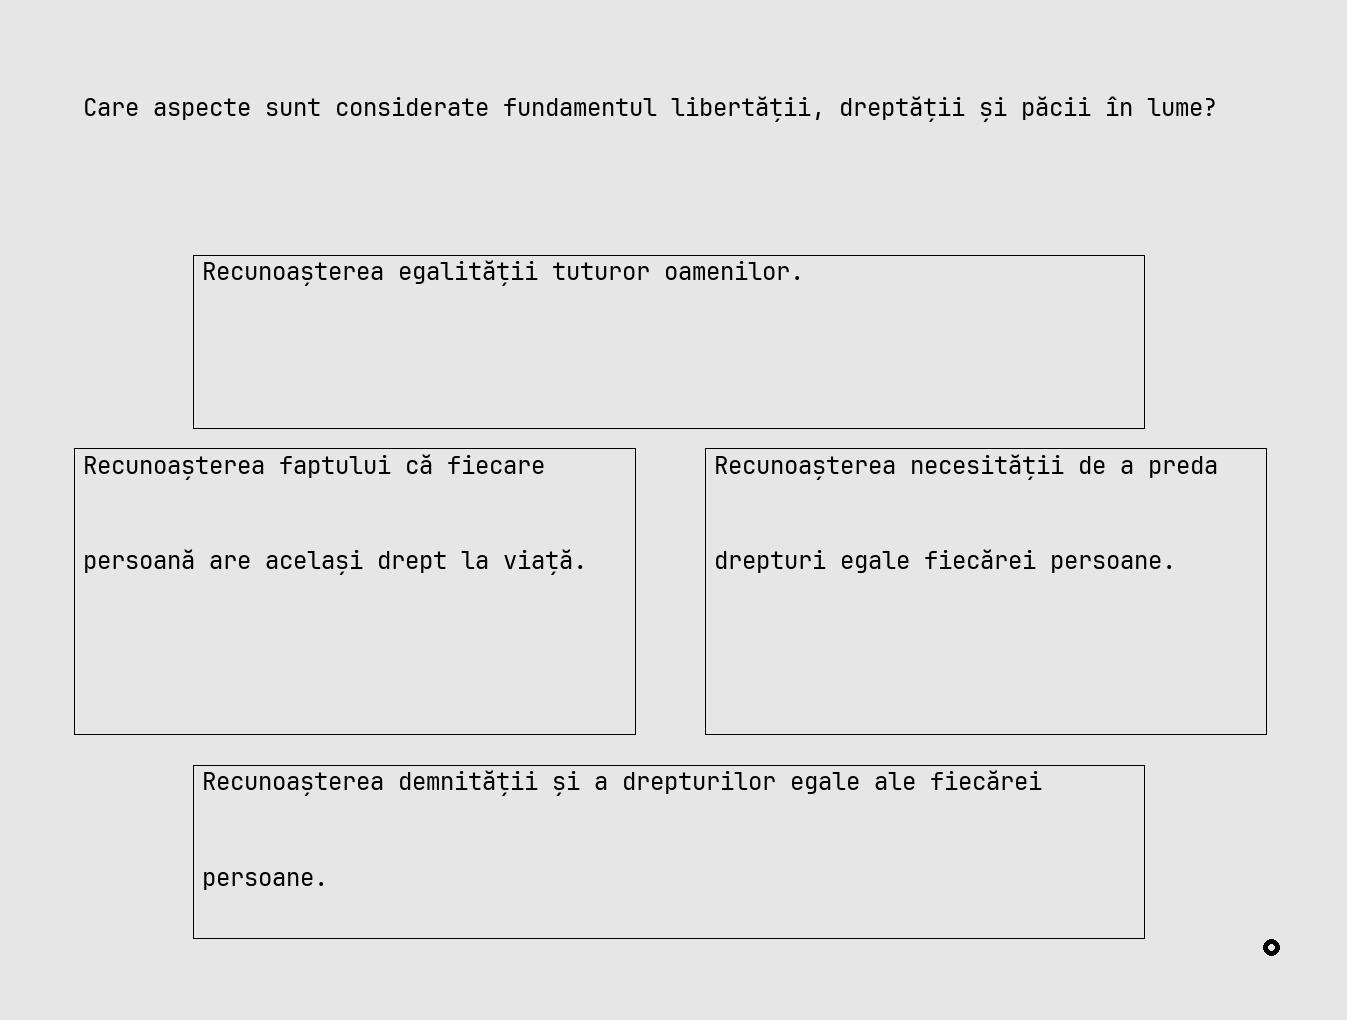 Care aspecte sunt considerate fundamentul libertății, dreptății și păcii în lume?
Recunoașterea egalității tuturor oamenilor.
Recunoașterea faptului că fiecare
persoană are același drept la viață.
Recunoașterea necesității de a preda
drepturi egale fiecărei persoane.
Recunoașterea demnității și a drepturilor egale ale fiecărei
persoane.